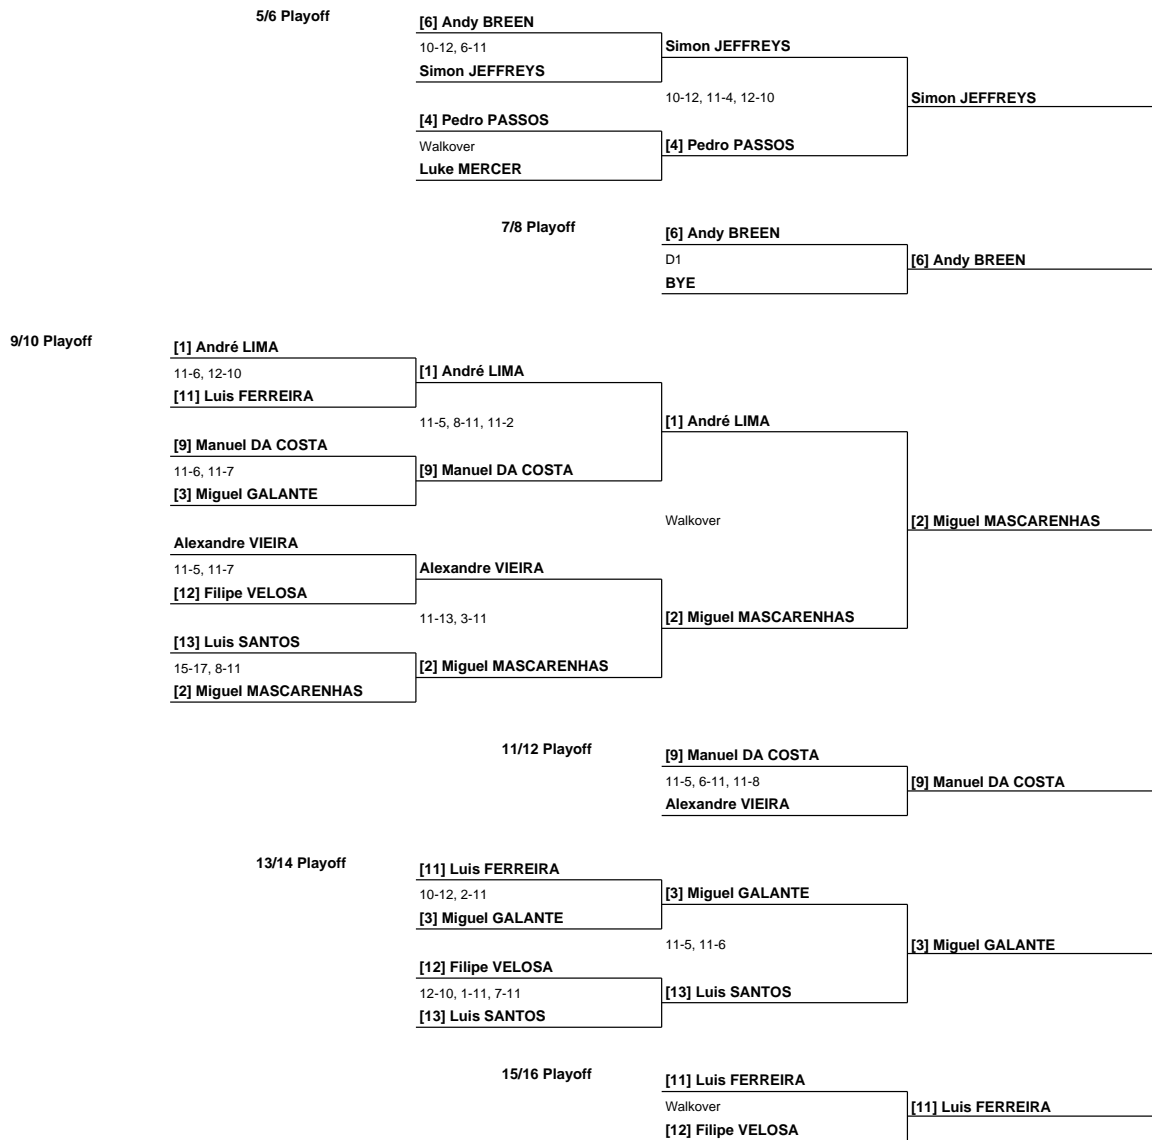 5/6 Playoff
[6] Andy BREEN
10-12, 6-11
Simon JEFFREYS
Simon JEFFREYS
10-12, 11-4, 12-10
Simon JEFFREYS
[4] Pedro PASSOS
Walkover
[4] Pedro PASSOS
Luke MERCER
7/8 Playoff
[6] Andy BREEN
D1
[6] Andy BREEN
BYE
9/10 Playoff
[1] André LIMA
11-6, 12-10
[1] André LIMA
[11] Luis FERREIRA
11-5, 8-11, 11-2
[1] André LIMA
[9] Manuel DA COSTA
11-6, 11-7
[9] Manuel DA COSTA
[3] Miguel GALANTE
Walkover
[2] Miguel MASCARENHAS
Alexandre VIEIRA
11-5, 11-7
Alexandre VIEIRA
[12] Filipe VELOSA
11-13, 3-11
[2] Miguel MASCARENHAS
[13] Luis SANTOS
15-17, 8-11
[2] Miguel MASCARENHAS
[2] Miguel MASCARENHAS
11/12 Playoff
[9] Manuel DA COSTA
11-5, 6-11, 11-8
[9] Manuel DA COSTA
Alexandre VIEIRA
13/14 Playoff
[11] Luis FERREIRA
10-12, 2-11
[3] Miguel GALANTE
[3] Miguel GALANTE
11-5, 11-6
[3] Miguel GALANTE
[12] Filipe VELOSA
12-10, 1-11, 7-11
[13] Luis SANTOS
[13] Luis SANTOS
15/16 Playoff
[11] Luis FERREIRA
Walkover
[11] Luis FERREIRA
[12] Filipe VELOSA